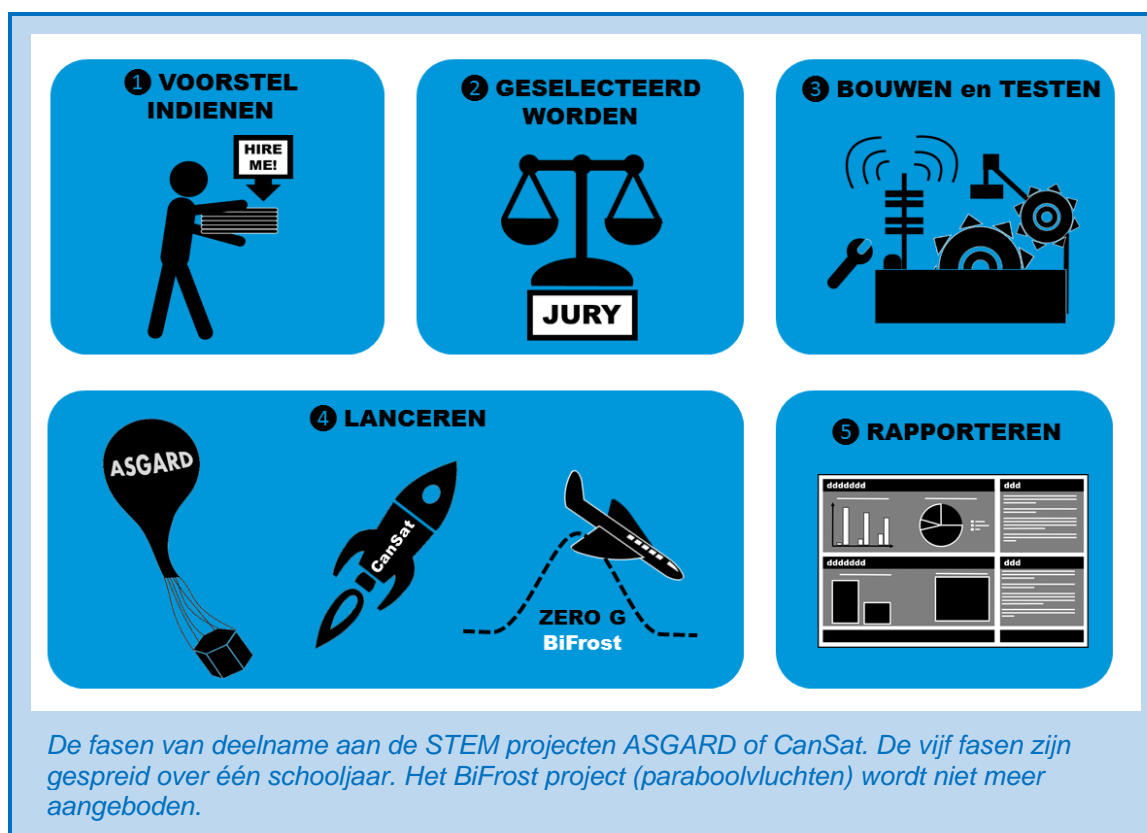 ❶ VOORSTEL
INDIENEN
HIRE
ME!
❷ GESELECTEERD
WORDEN
JURY
❸ BOUWEN en TESTEN
❹ LANCEREN
ASGARD
CanSat
ZERO G
BiFrost
❺ RAPPORTEREN
ddddddd
ddd
ddddddd
ddd
De fasen van deelname aan de STEM projecten ASGARD of CanSat. De vijf fasen zijn
gespreid over één schooljaar. Het BiFrost project (paraboolvluchten) wordt niet meer
aangeboden.